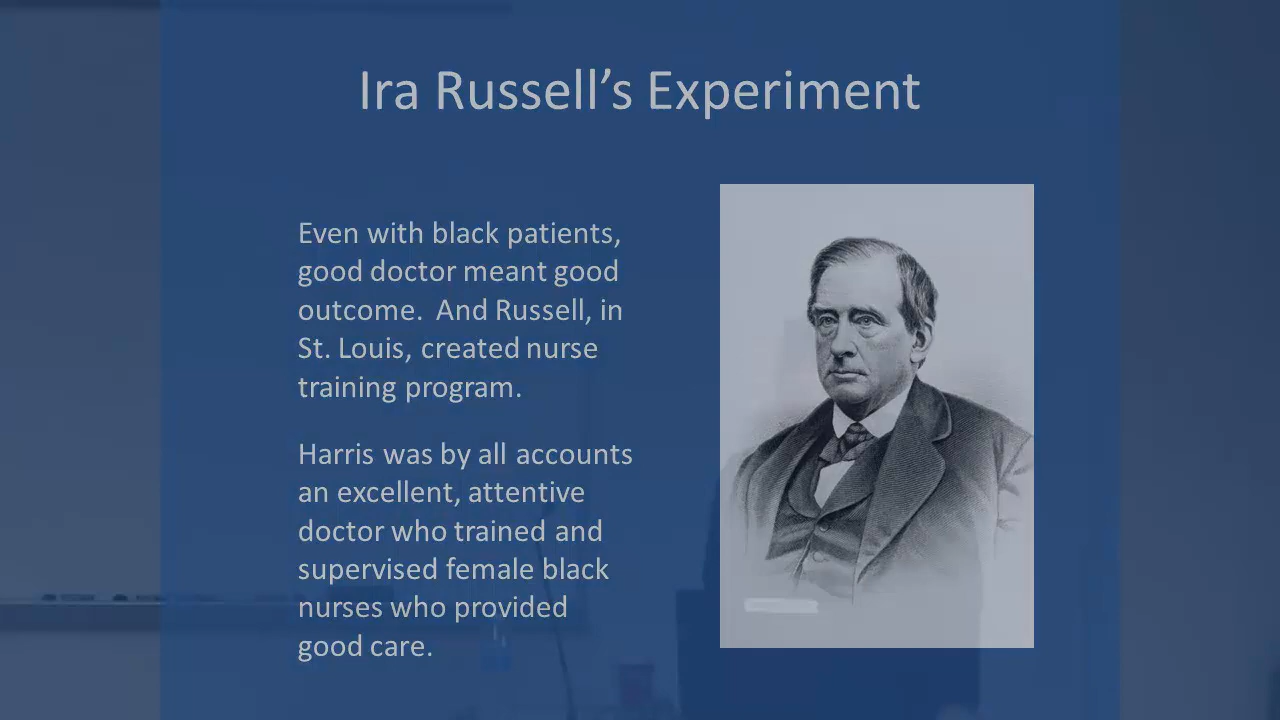 Ira Russell’s Experiment
Even with black patients,
good doctor meant good
outcome.  And Russell, in
St. Louis, created nurse
training program.
Harris was by all accounts
an excellent, attentive
doctor who trained and
supervised female black
nurses who provided
good care.